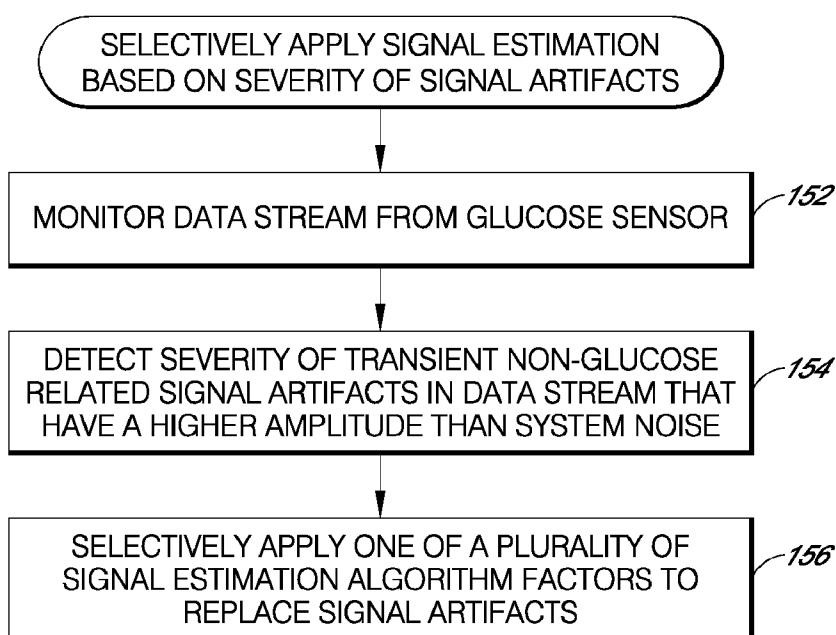 SELECTIVELY APPLY SIGNAL ESTIMATION
BASED ON SEVERITY OF SIGNAL ARTIFACTS
MONITOR DATA STREAM FROM GLUCOSE SENSOR
152
DETECT SEVERITY OF TRANSIENT NON-GLUCOSE
RELATED SIGNAL ARTIFACTS IN DATA STREAM THAT
HAVE A HIGHER AMPLITUDE THAN SYSTEM NOISE
154
SELECTIVELY APPLY ONE OF A PLURALITY OF
SIGNAL ESTIMATION ALGORITHM FACTORS TO
REPLACE SIGNAL ARTIFACTS
156